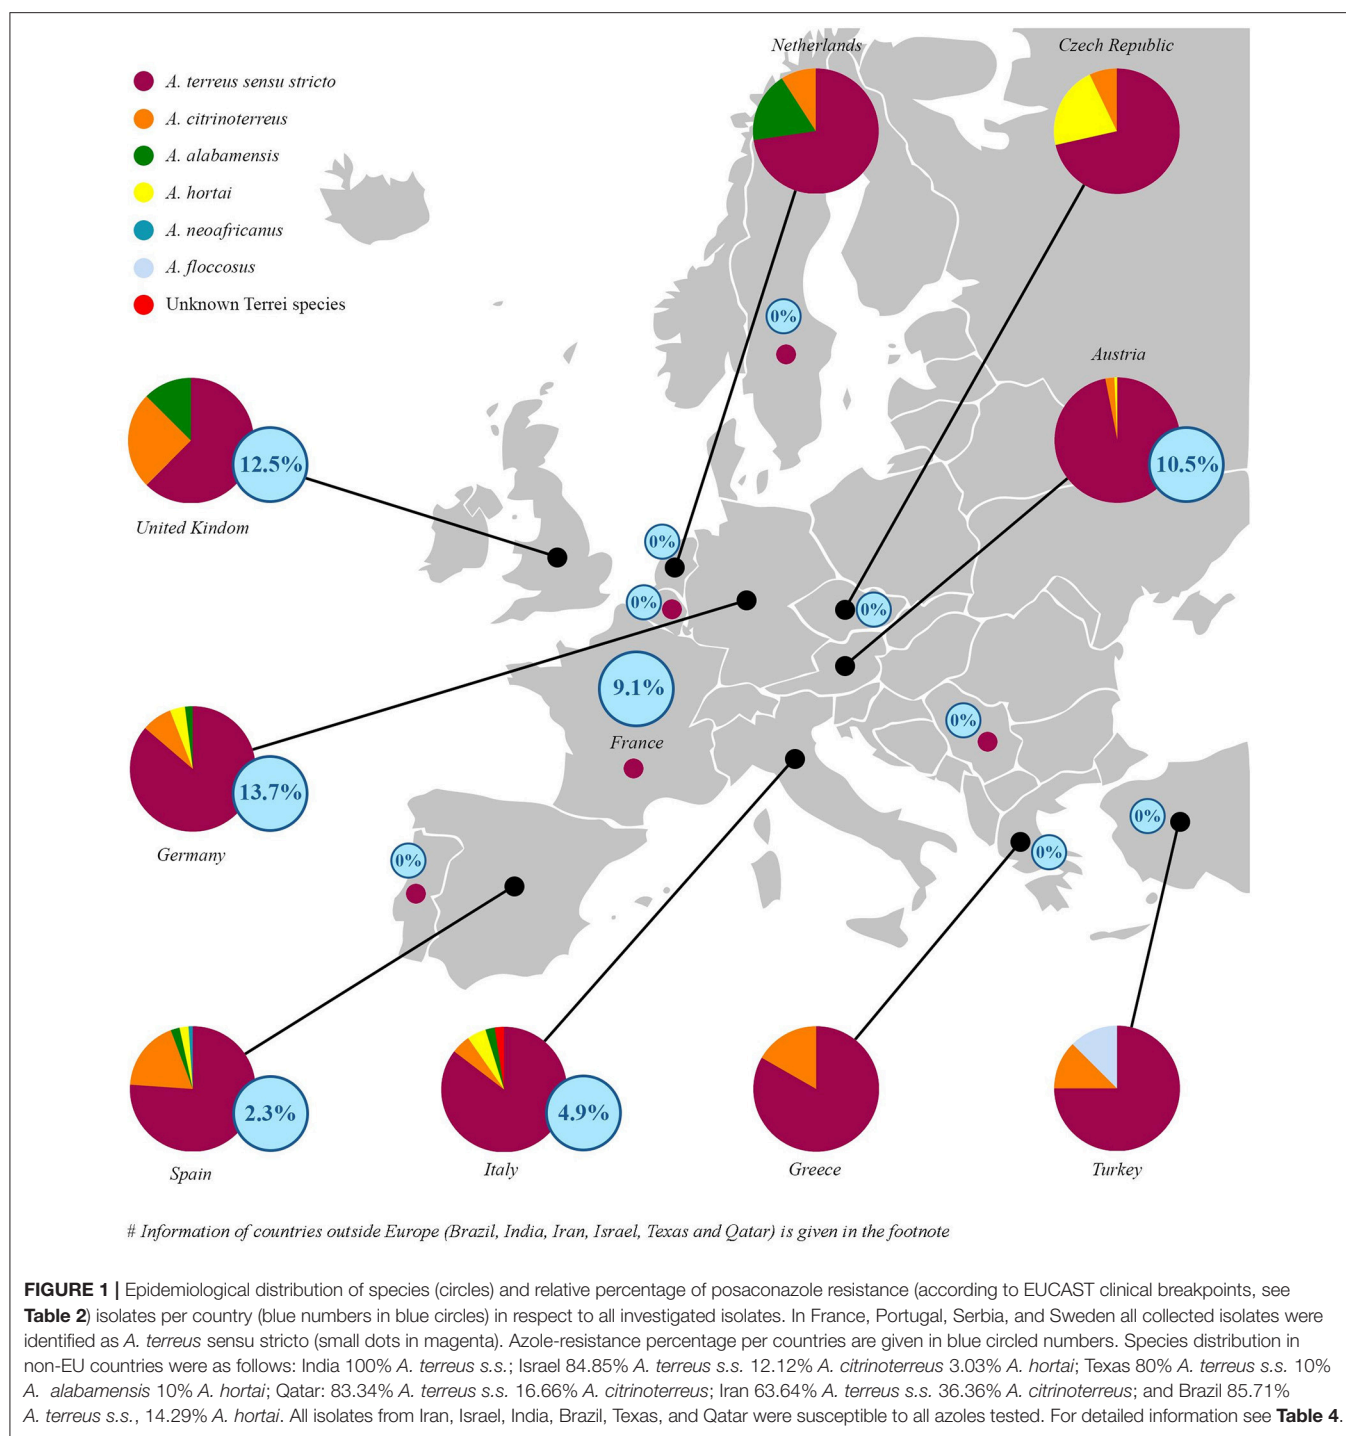 Netherlands
Czech Republic
A. terreus sensu stricto
A. citrinoterreus
A. alabamensis
A. hortai
A. neoafricanus
A. floccosus
Unknown Terrei species
0%
Austria
12.5%
10.5%
United Kindom
0%
0%
0%
9.1%
0%
France
13.7%
0%
Germany
0%
0%
2.3%
4.9%
Spain
Italy
Greece
Turkey
# Information of countries outside Europe (Brazil, India, Iran, Israel, Texas and Qatar) is given in the footnote
FIGURE 1 | Epidemiological distribution of species (circles) and relative percentage of posaconazole resistance (according to EUCAST clinical breakpoints, see
Table 2) isolates per country (blue numbers in blue circles) in respect to all investigated isolates. In France, Portugal, Serbia, and Sweden all collected isolates were
identified as A. terreus sensu stricto (small dots in magenta). Azole-resistance percentage per countries are given in blue circled numbers. Species distribution in
non-EU countries were as follows: India 100% A. terreus s.s.; Israel 84.85% A. terreus s.s. 12.12% A. citrinoterreus 3.03% A. hortai; Texas 80% A. terreus s.s. 10%
A. alabamensis 10% A. hortai; Qatar: 83.34% A. terreus s.s. 16.66% A. citrinoterreus; Iran 63.64% A. terreus s.s. 36.36% A. citrinoterreus; and Brazil 85.71%
A. terreus s.s., 14.29% A. hortai. All isolates from Iran, Israel, India, Brazil, Texas, and Qatar were susceptible to all azoles tested. For detailed information see Table 4.